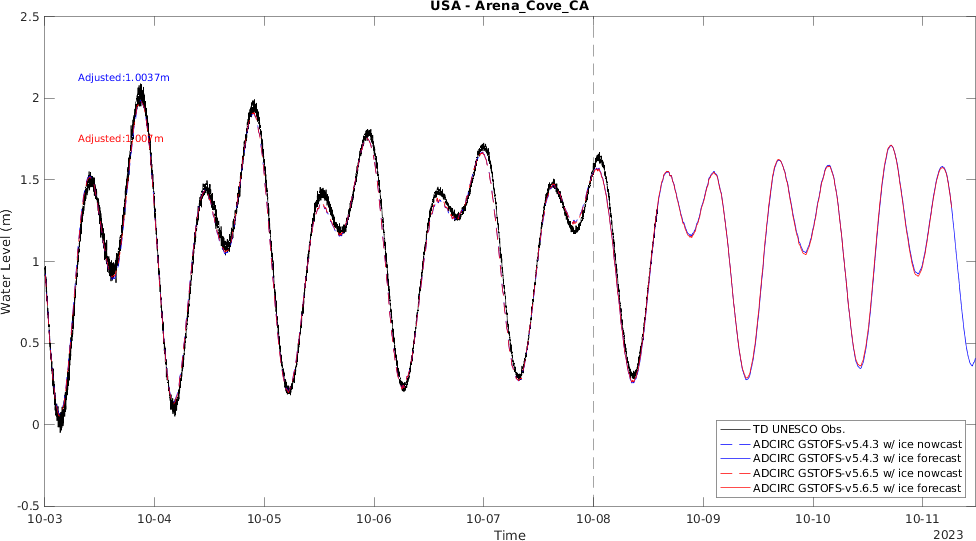 USA - Arena_Cove_CA
2.5
2
1.5
1
0.5
0
-0.5
Water Level (m)
Adjusted:1.0037m
Adjusted:1.007m
TD UNESCO Obs.
ADCIRC GSTOFS-v5.4.3 w/ ice nowcast
ADCIRC GSTOFS-v5.4.3 w/ ice forecast
ADCIRC GSTOFS-v5.6.5 w/ ice nowcast
ADCIRC GSTOFS-v5.6.5 w/ ice forecast
10-03 10-04 10-05 10-06 10-07 10-08 10-09 10-10 10-11
Time
2023